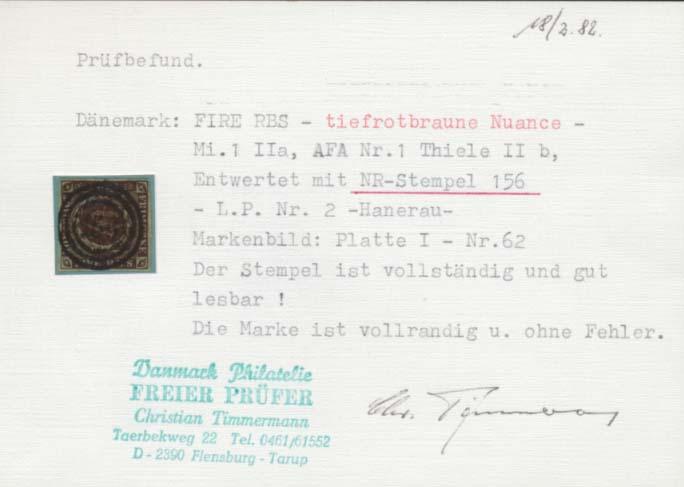 18/2.82.
Prüfbefund.
Dänemark: FIRE RBS - tiefrotbraune Nuance -
Mi.1 IIa, AFA Nr.1 Thiele II b,
Entwertet mit NR-Stempel 156
- L.P. Nr. 2 -Hanerau-
Markenbild: Platte I - Nr.62
Der Stempel ist vollständig und gut
lesbar !
Die Marke ist vollrandig u. ohne Fehler.
Danmark Philatelie
FREIER PRÜFER
Christian Timmermann
Taerbekweg 22 Tel. 0461/61552
D - 2390 Flensburg - Tarup
Chr. Timmermann